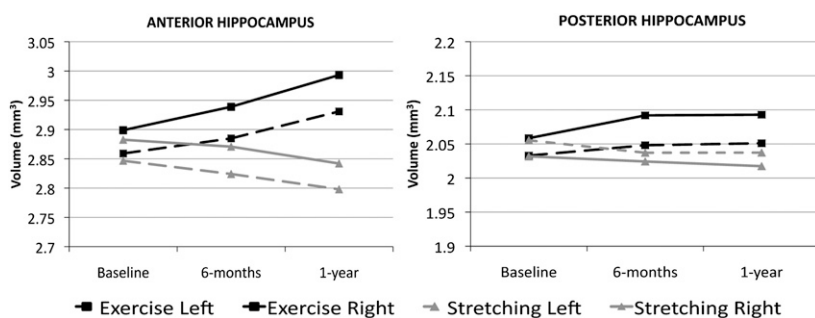 ANTERIOR HIPPOCAMPUS
3.05
3
2.95
2.9
2.85
2.8
2.75
2.7
Volume (mm³)
Baseline 6-months 1-year
POSTERIOR HIPPOCAMPUS
2.2
2.15
2.1
2.05
2
1.95
1.9
Volume (mm³)
Baseline 6-months 1-year
Exercise Left Exercise Right Stretching Left Stretching Right